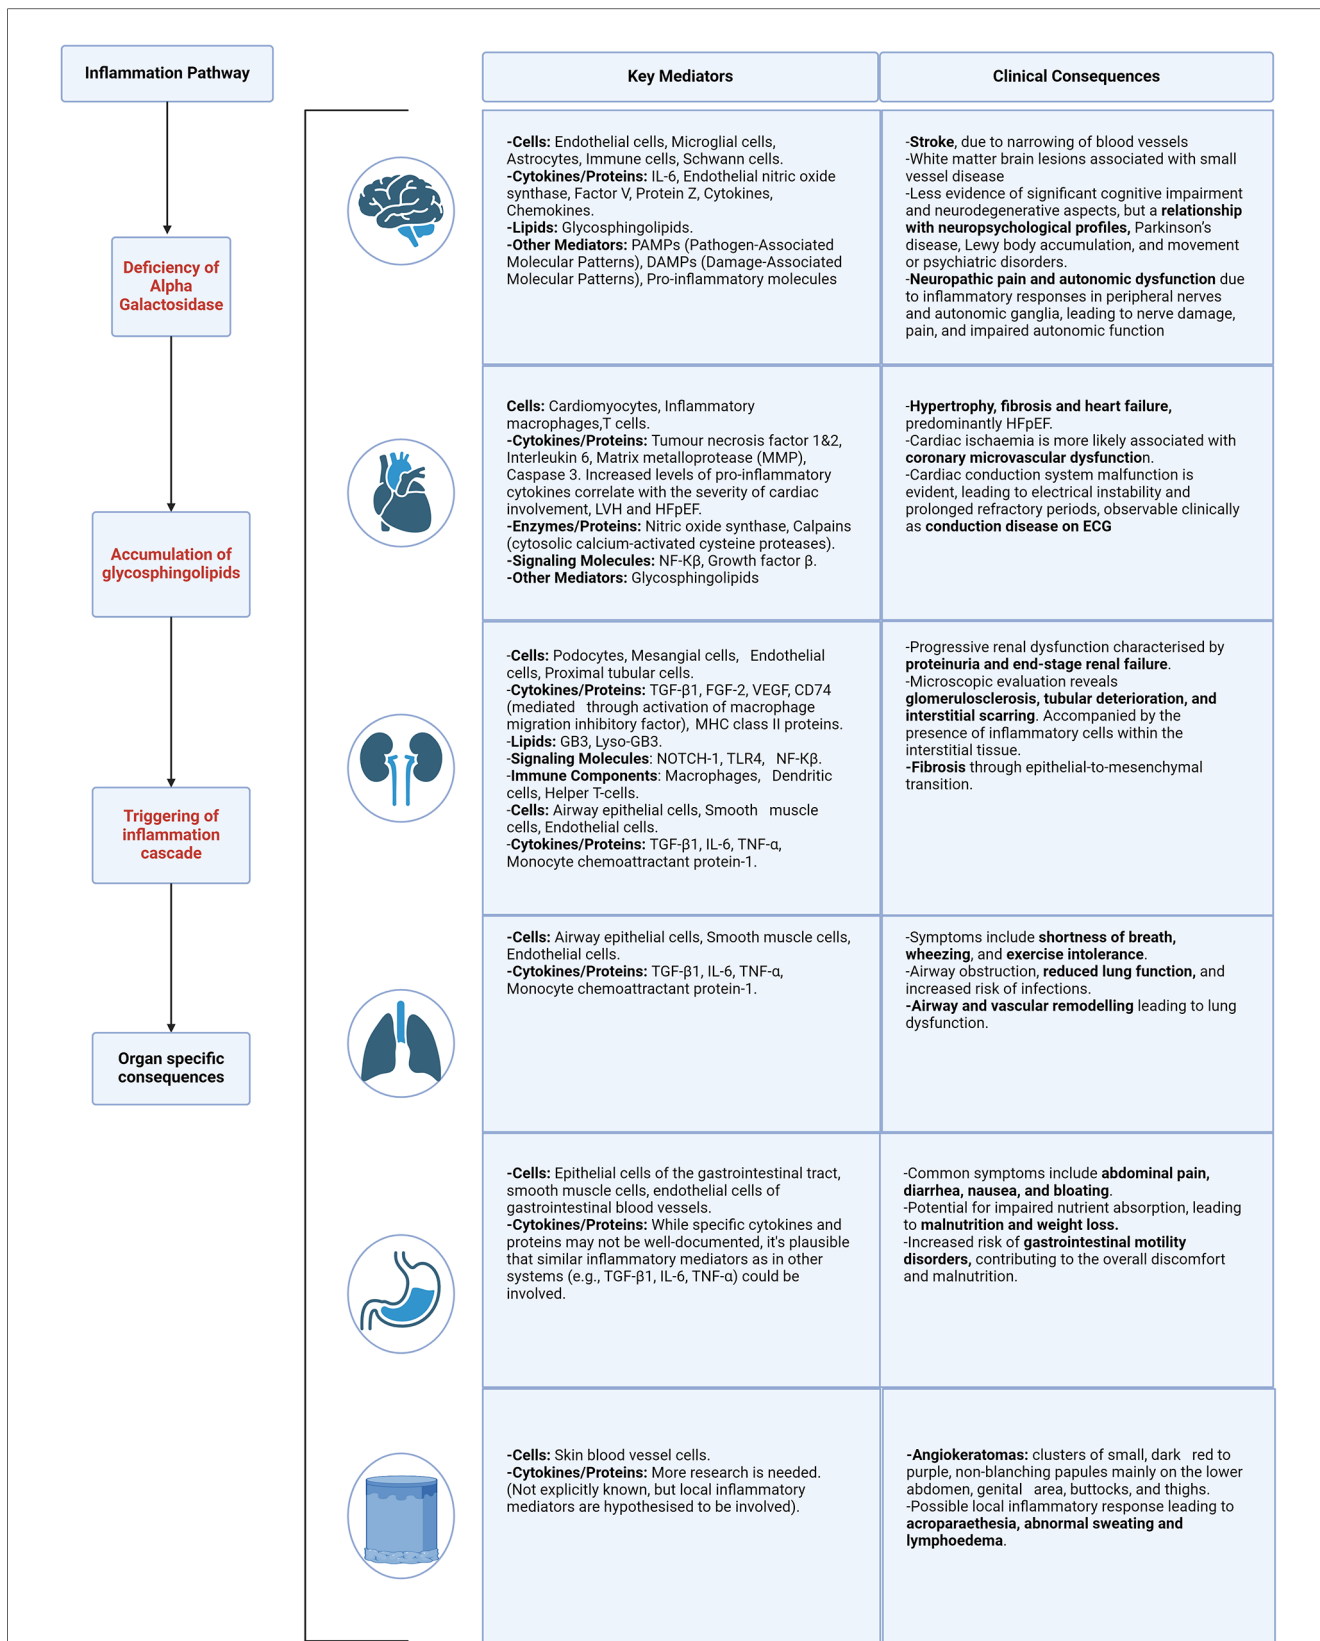 Inflammation Pathway
Deficiency of
Alpha
Galactosidase
Accumulation of
glycosphingolipids
Triggering of
inflammation
cascade
Organ specific
consequences
Key Mediators
Clinical Consequences
-Cells: Endothelial cells, Microglial cells,
Astrocytes, Immune cells, Schwann cells.
-Cytokines/Proteins: IL-6, Endothelial nitric oxide
synthase, Factor V, Protein Z, Cytokines,
Chemokines.
-Lipids: Glycosphingolipids.
-Other Mediators: PAMPs (Pathogen-Associated
Molecular Patterns), DAMPs (Damage-Associated
Molecular Patterns), Pro-inflammatory molecules
-Stroke, due to narrowing of blood vessels
-White matter brain lesions associated with small
vessel disease
-Less evidence of significant cognitive impairment
and neurodegenerative aspects, but a relationship
with neuropsychological profiles, Parkinson's
disease, Lewy body accumulation, and movement
or psychiatric disorders.
-Neuropathic pain and autonomic dysfunction due
to inflammatory responses in peripheral nerves
and autonomic ganglia, leading to nerve damage,
pain, and impaired autonomic function
Cells: Cardiomyocytes, Inflammatory
macrophages,T cells.
-Cytokines/Proteins: Tumour necrosis factor 1&2,
Interleukin 6, Matrix metalloprotease (MMP),
Caspase 3. Increased levels of pro-inflammatory
cytokines correlate with the severity of cardiac
involvement, LVH and HFpEF.
-Enzymes/Proteins: Nitric oxide synthase, Calpains
(cytosolic calcium-activated cysteine proteases).
-Signaling Molecules: NF-Kβ, Growth factor β.
-Other Mediators: Glycosphingolipids
-Hypertrophy, fibrosis and heart failure,
predominantly HFpEF.
-Cardiac ischaemia is more likely associated with
coronary microvascular dysfunction.
-Cardiac conduction system malfunction is
evident, leading to electrical instability and
prolonged refractory periods, observable clinically
as conduction disease on ECG
-Cells: Podocytes, Mesangial cells, Endothelial
cells, Proximal tubular cells.
-Cytokines/Proteins: TGF-β1, FGF-2, VEGF, CD74
(mediated through activation of macrophage
migration inhibitory factor), MHC class II proteins.
-Lipids: GB3, Lyso-GB3.
-Signaling Molecules: NOTCH-1, TLR4, NF-Kβ.
-Immune Components: Macrophages, Dendritic
cells, Helper T-cells.
-Cells: Airway epithelial cells, Smooth muscle
cells, Endothelial cells.
-Cytokines/Proteins: TGF-β1, IL-6, TNF-α,
Monocyte chemoattractant protein-1.
-Progressive renal dysfunction characterised by
proteinuria and end-stage renal failure.
-Microscopic evaluation reveals
glomerulosclerosis, tubular deterioration, and
interstitial scarring. Accompanied by the
presence of inflammatory cells within the
interstitial tissue.
-Fibrosis through epithelial-to-mesenchymal
transition.
-Cells: Airway epithelial cells, Smooth muscle cells,
Endothelial cells.
-Cytokines/Proteins: TGF-β1, IL-6, TNF-α,
Monocyte chemoattractant protein-1.
-Symptoms include shortness of breath,
wheezing, and exercise intolerance.
-Airway obstruction, reduced lung function, and
increased risk of infections.
-Airway and vascular remodelling leading to lung
dysfunction.
-Cells: Epithelial cells of the gastrointestinal tract,
smooth muscle cells, endothelial cells of
gastrointestinal blood vessels.
-Cytokines/Proteins: While specific cytokines and
proteins may not be well-documented, it's plausible
that similar inflammatory mediators as in other
systems (e.g., TGF-β1, IL-6, TNF-α) could be
involved.
-Common symptoms include abdominal pain,
diarrhea, nausea, and bloating.
-Potential for impaired nutrient absorption, leading
to malnutrition and weight loss.
-Increased risk of gastrointestinal motility
disorders, contributing to the overall discomfort
and malnutrition.
-Cells: Skin blood vessel cells.
-Cytokines/Proteins: More research is needed.
(Not explicitly known, but local inflammatory
mediators are hypothesised to be involved).
-Angiokeratomas: clusters of small, dark red to
purple, non-blanching papules mainly on the lower
abdomen, genital area, buttocks, and thighs.
-Possible local inflammatory response leading to
acroparaethesia, abnormal sweating and
lymphoedema.